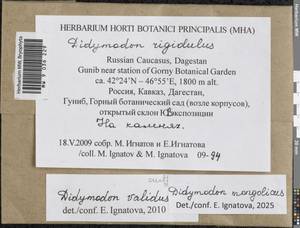 HERBARIUM HORTI BOTANICI PRINCIPALIS (MHA)
Didymodon rigidulus
Russian Caucasus, Dagestan
Gunib near station of Gorny Botanical Garden
ca. 42°24'N – 46°55'E, 1800 m alt.
Россия, Кавказ, Дагестан,
Гуниб, Горный ботанический сад (возле корпусов),
открытый склон ЮВ экспозиции
На камнях.
18.V.2009 собр. М. Игнатов и Е.Игнатова
/coll. M. Ignatov & M. Ignatova 09-94
Didymodon validus
det./conf. E. Ignatova, 2010
Didymodon mongolicus
Det./conf. E. Ignatova, 2025